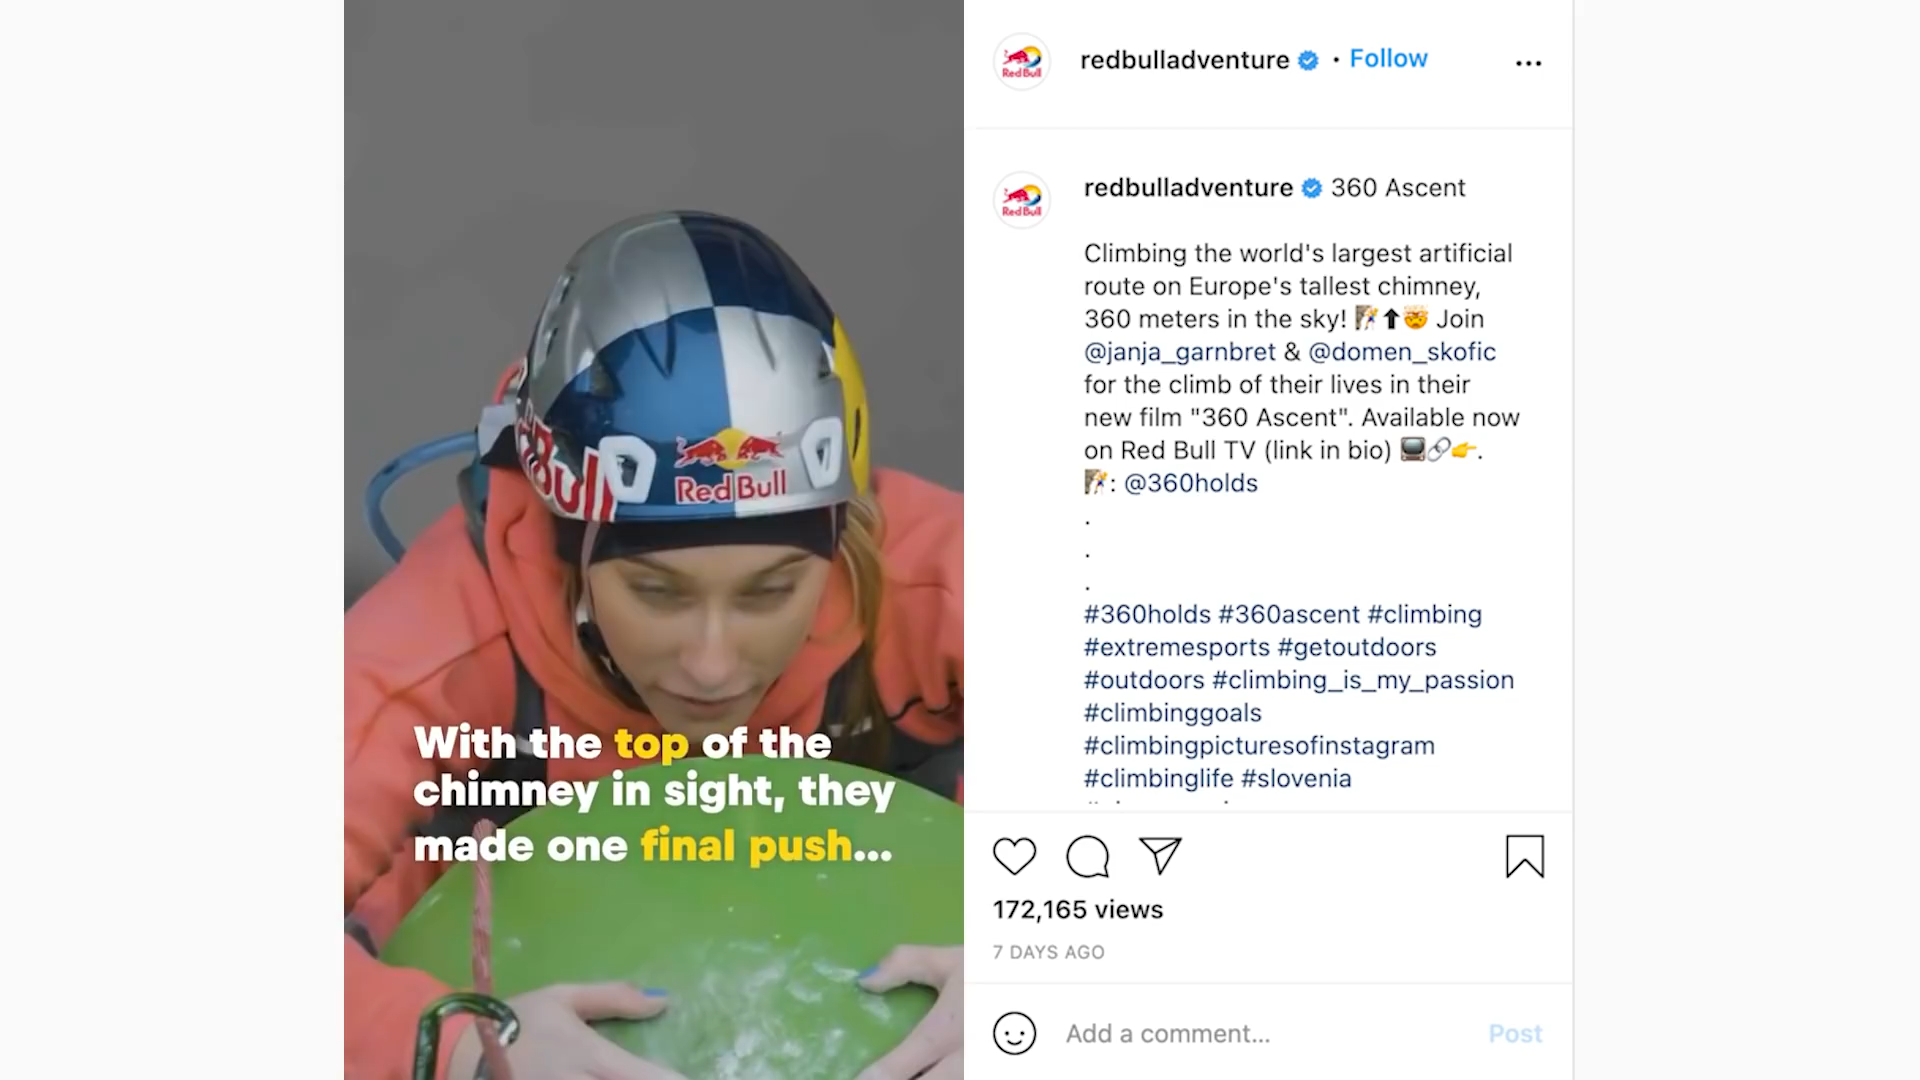 Bull
Red Bull
With the top of the
chimney in sight, they
made one final push...
Red Bull
redbulladventure • Follow
Red Bull
redbulladventure 360 Ascent
Climbing the world's largest artificial
route on Europe's tallest chimney,
360 meters in the sky! 🧗⬆🤯 Join
@janja_garnbret & @domen_skofic
for the climb of their lives in their
new film "360 Ascent". Available now
on Red Bull TV (link in bio) 📺🔗👉.
🧗: @360holds
.
.
.
#360holds #360ascent #climbing
#extremesports #getoutdoors
#outdoors #climbing_is_my_passion
#climbinggoals
#climbingpicturesofinstagram
#climbinglife #slovenia
172,165 views
7 DAYS AGO
Add a comment...
Post